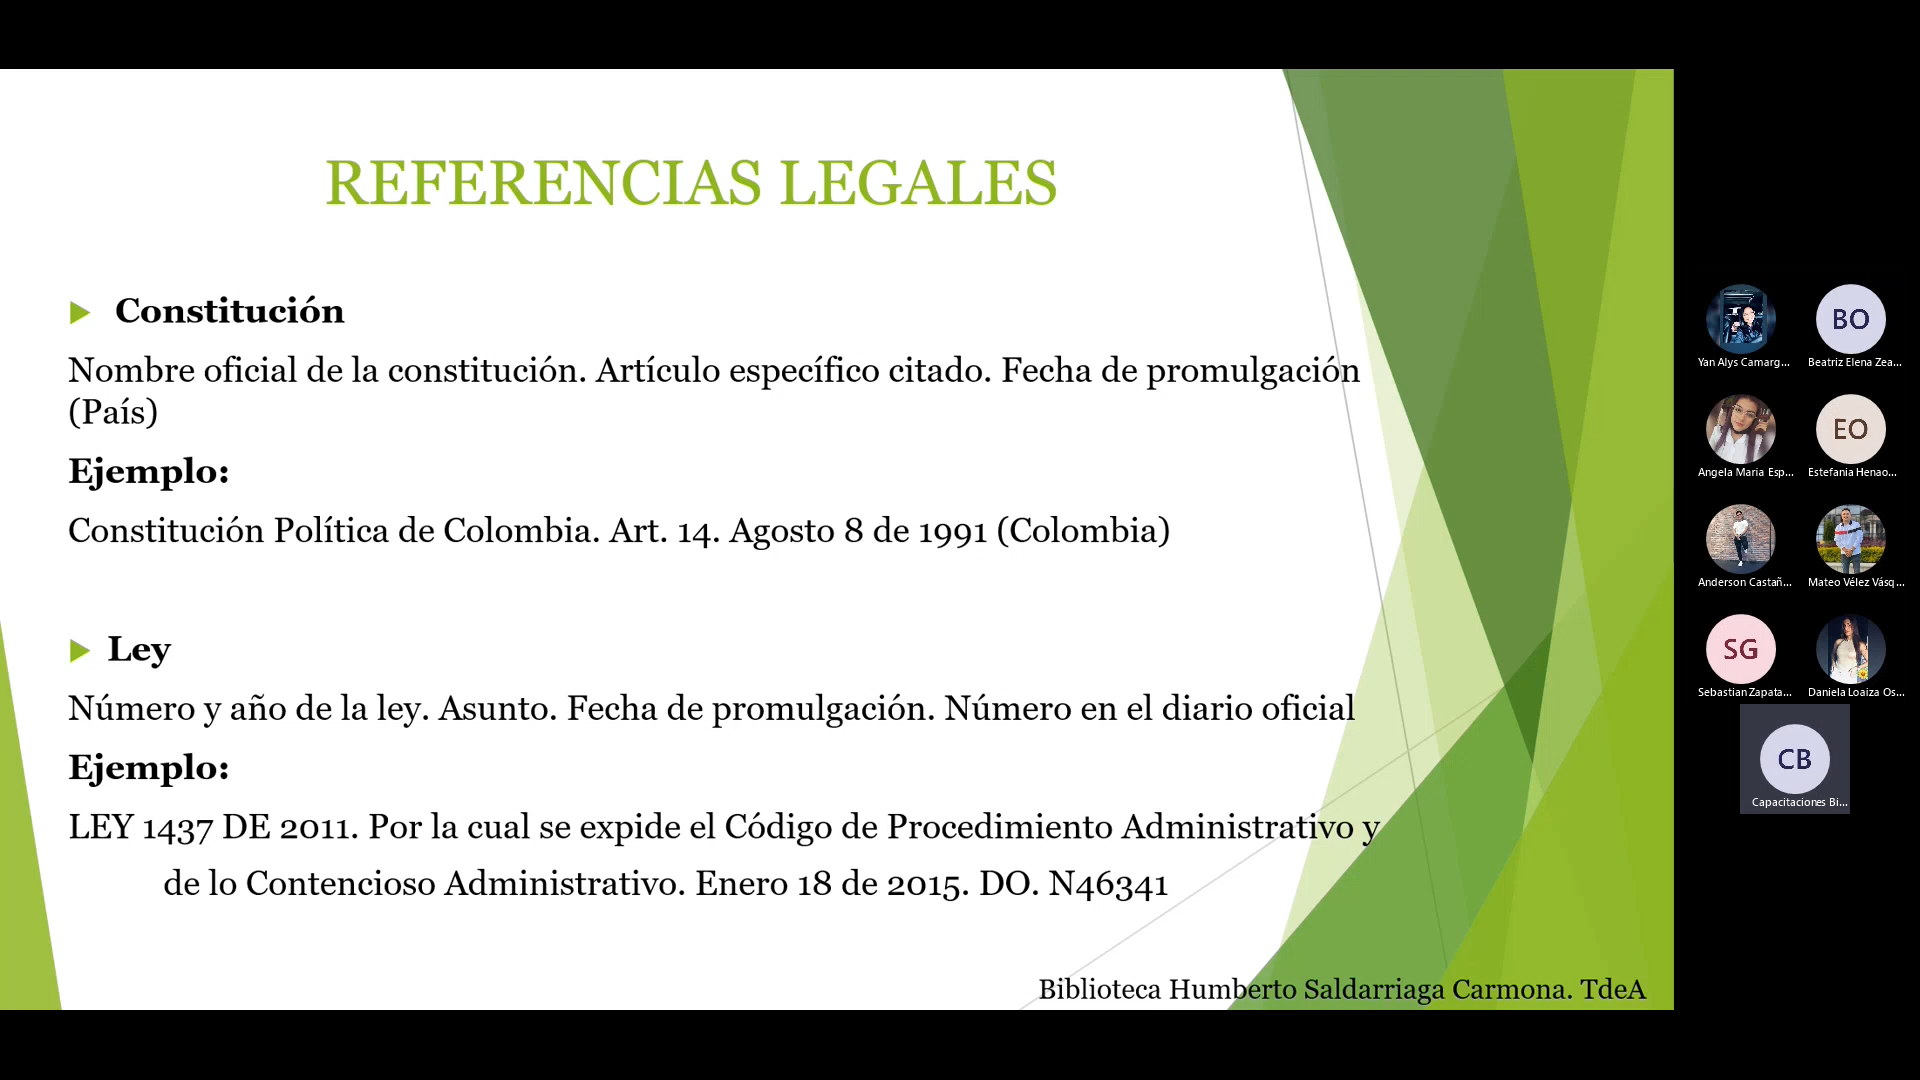 REFERENCIAS LEGALES
Constitución
Nombre oficial de la constitución. Artículo específico citado. Fecha de promulgación
(País)
Ejemplo:
Constitución Política de Colombia. Art. 14. Agosto 8 de 1991 (Colombia)
Ley
Número y año de la ley. Asunto. Fecha de promulgación. Número en el diario oficial
Ejemplo:
LEY 1437 DE 2011. Por la cual se expide el Código de Procedimiento Administrativo y
de lo Contencioso Administrativo. Enero 18 de 2015. DO. N46341
Biblioteca Humberto Saldarriaga Carmona. TdeA
BO
Yan Alys Camarg...
Beatriz Elena Zea...
EO
Angela Maria Esp...
Estefania Henao...
Anderson Castañ...
Mateo Vélez Vásq...
SG
Sebastian Zapata...
Daniela Loaiza Os...
CB
Capacitaciones Bi...